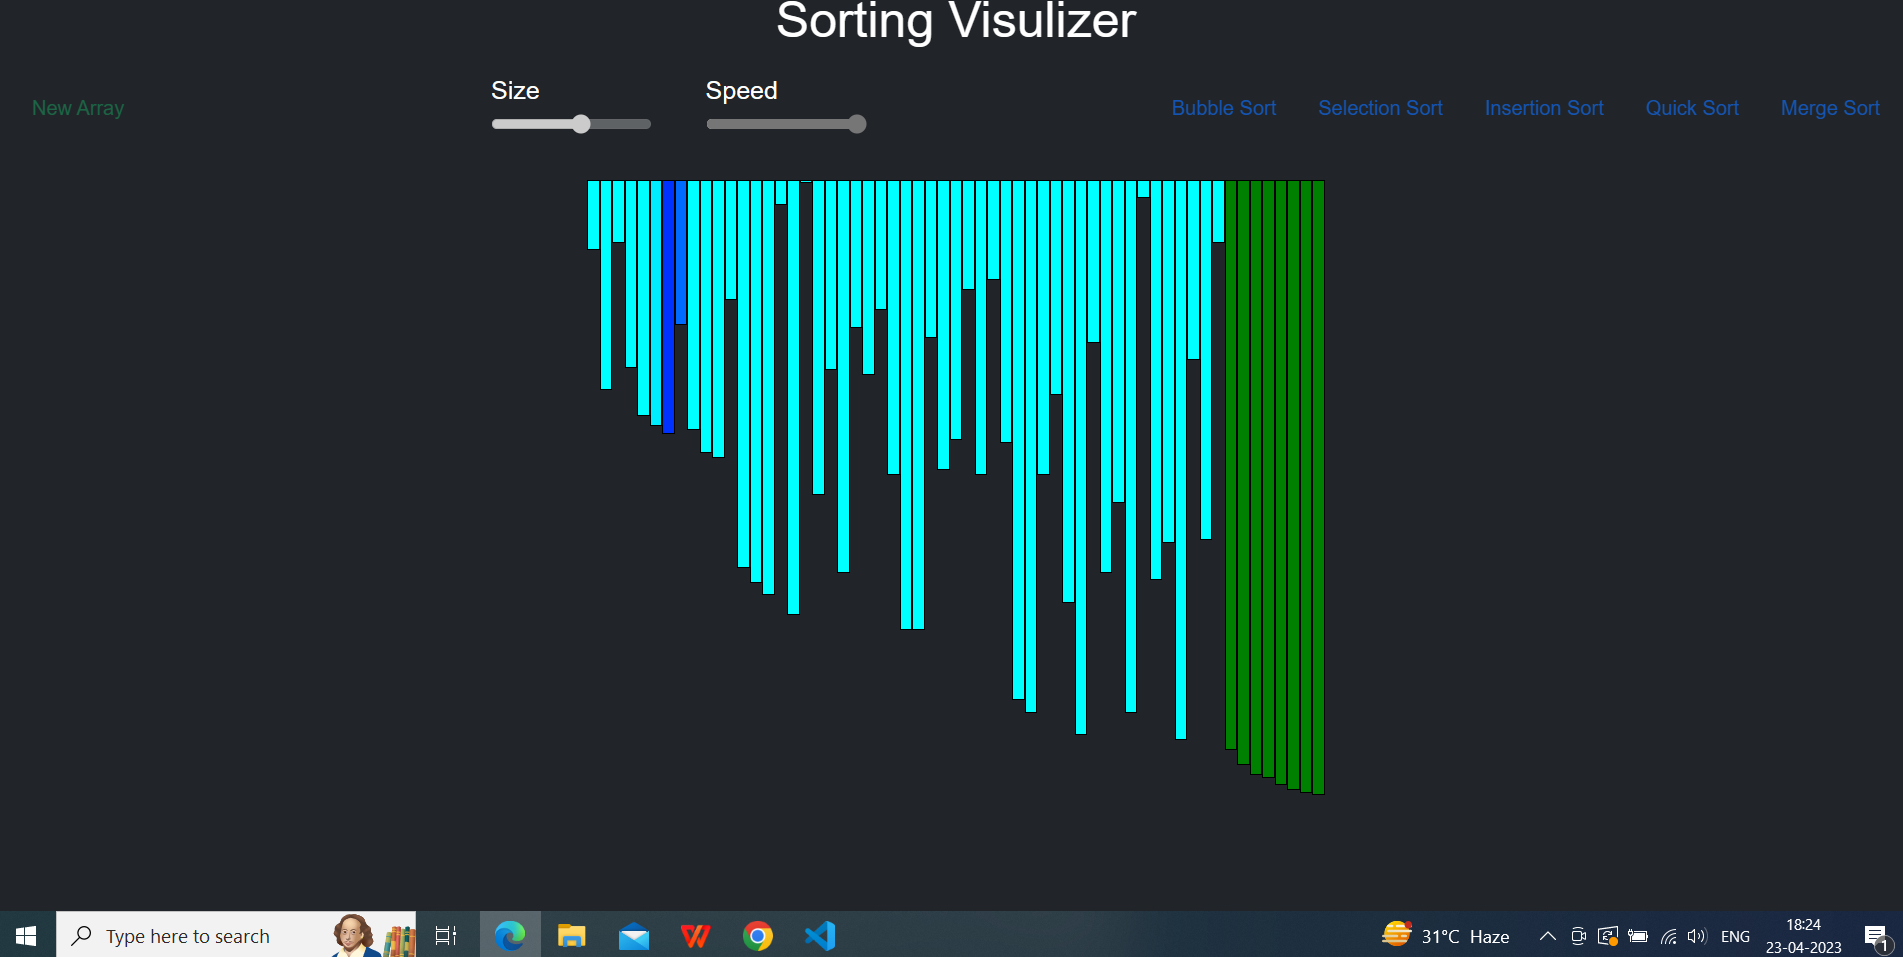 Sorting Visulizer
Size
Speed
New Array
Bubble Sort
Selection Sort
Insertion Sort
Quick Sort
Merge Sort
Type here to search
31°C Haze
ENG
18:24
23-04-2023
1